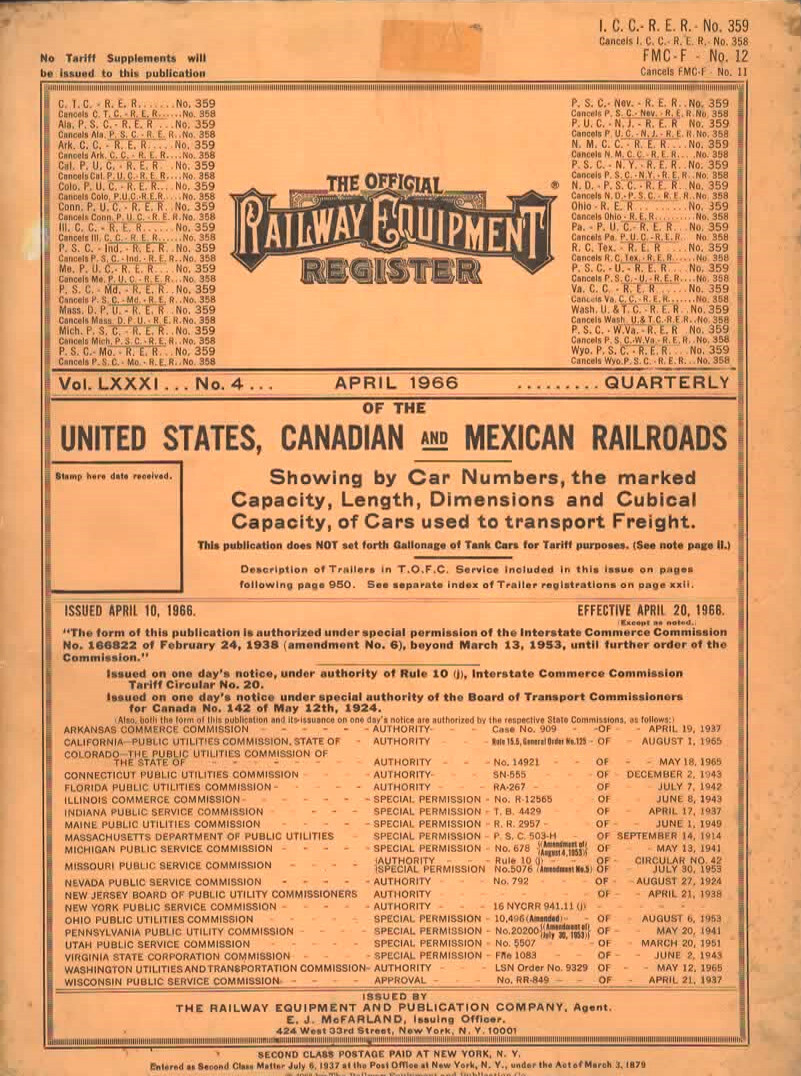 I. C. C.- R. E. R.- No. 359
Cancels I. C. C.- R. E. R.- No. 358
FMC-F - No. 12
Cancels FMC-F - No. 11
No Tariff Supplements will
be issued to this publication
C. T. C. - R. E. R.......No. 359
Cancels C. T. C. - R. E. R......No. 358
Ala. P. S. C. - R. E. R ....No. 359
Cancels Ala. P. S. C. - R. E. R..No. 358
Ark. C. C. - R. E. R.....No. 359
Cancels Ark. C. C. - R. E. R....No. 358
Cal. P. U. C. - R. E. R ..No. 359
Cancels Cal. P. U. C.- R. E. R..No. 358
Colo. P. U. C. - R. E. R..No. 359
Cancels Colo. P.U.C.-R.E.R.....No. 358
Conn. P. U. C. - R. E. R. No. 359
Cancels Conn. P. U. C. - R. E. R.No. 358
Ill. C. C. - R. E. R......No. 359
Cancels Ill. C. C. - R. E. R....No. 358
P. S. C. - Ind. - R. E. R...No. 359
Cancels P. S. C. - Ind. - R. E. R..No. 358
Me. P. U. C. - R. E. R... No. 359
Cancels Me. P. U. C. - R. E. R...No. 358
P. S. C. - Md. - R. E. R..No. 359
Cancels P. S. C. - Md. - R. E. R..No. 358
Mass. D. P. U. - R. E. R .No. 359
Cancels Mass. D. P. U. - R. E. R.No. 358
Mich. P. S. C. - R. E. R..No. 359
Cancels Mich. P. S. C. - R. E. R..No. 358
P. S. C. - Mo. - R. E. R. .No. 359
Cancels P. S. C. - Mo. - R. E. R..No. 358
THE OFFICIAL ®
RAILWAY EQUIPMENT
REGISTER
P. S. C.- Nev. - R. E. R..No. 359
Cancels P. S. C.- Nev. - R. E. R.No. 358
P. U. C. - N. J. - R. E. R No. 359
Cancels P. U. C. - N. J. - R. E. R.No. 358
N. M. C. C. - R. E. R....No. 359
Cancels N. M. C. C. - R. E. R....No. 358
P. S. C. - N. Y. - R. E. R..No. 359
Cancels P. S. C. - N.Y. - R. E. R..No. 358
N. D. - P. S. C. - R. E. R..No. 359
Cancels N. D. - P. S. C. - R. E. R..No. 358
Ohio - R. E. R..........No. 359
Cancels Ohio - R. E. R..........No. 358
Pa. - P. U. C. - R. E. R...No. 359
Cancels Pa. P. U. C. - R. E. R No. 358
R. C. Tex. - R. E. R .....No. 359
Cancels R. C. Tex. - R. E. R......No. 358
P. S. C. - U. - R. E. R....No. 359
Cancels P. S. C. - U. - R. E. R....No. 358
Va. C. C. - R. E. R......No. 359
Cancels Va. C. C. - R. E. R.......No. 358
Wash. U. & T. C. - R. E. R..No. 359
Cancels Wash. U.& T.C.-R.E.R..No. 358
P. S. C. - W.Va. - R. E. R No. 359
Cancels P. S. C.-W.Va.- R. E. R..No. 358
Wyo. P. S. C. - R. E. R....No. 359
Cancels Wyo.P. S. C. - R. E. R..No. 358
Vol. LXXXI ... No. 4 ... APRIL 1966 ......... QUARTERLY
OF THE
UNITED STATES, CANADIAN AND MEXICAN RAILROADS
Stamp here date received.
Showing by Car Numbers, the marked
Capacity, Length, Dimensions and Cubical
Capacity, of Cars used to transport Freight.
This publication does NOT set forth Gallonage of Tank Cars for Tariff purposes. (See note page ii.)
Description of Trailers in T.O.F.C. Service included in this issue on pages
following page 950. See separate index of Trailer registrations on page xxii.
ISSUED APRIL 10, 1966. EFFECTIVE APRIL 20, 1966.
(Except as noted.)
"The form of this publication is authorized under special permission of the Interstate Commerce Commission
No. 166822 of February 24, 1938 (amendment No. 6), beyond March 13, 1953, until further order of the
Commission."
Issued on one day's notice, under authority of Rule 10 (j), Interstate Commerce Commission
Tariff Circular No. 20.
Issued on one day's notice under special authority of the Board of Transport Commissioners
for Canada No. 142 of May 12th, 1924.
(Also, both the form of this publication and its issuance on one day's notice are authorized by the respective State Commissions, as follows:)
ARKANSAS COMMERCE COMMISSION - AUTHORITY - Case No. 909 - OF - APRIL 19, 1937
CALIFORNIA—PUBLIC UTILITIES COMMISSION, STATE OF - AUTHORITY - Rule 15.6, General Order No.125 - OF - AUGUST 1, 1965
COLORADO—THE PUBLIC UTILITIES COMMISSION OF
THE STATE OF - AUTHORITY - No. 14921 - OF - MAY 18, 1965
CONNECTICUT PUBLIC UTILITIES COMMISSION - AUTHORITY - SN-555 - OF - DECEMBER 2, 1943
FLORIDA PUBLIC UTILITIES COMMISSION - AUTHORITY - RA-267 - OF - JULY 7, 1942
ILLINOIS COMMERCE COMMISSION - SPECIAL PERMISSION - No. R-12565 OF - JUNE 8, 1943
INDIANA PUBLIC SERVICE COMMISSION - SPECIAL PERMISSION - T. B. 4429 OF - APRIL 17, 1937
MAINE PUBLIC UTILITIES COMMISSION - SPECIAL PERMISSION - R. R. 2957 - OF - JUNE 1, 1949
MASSACHUSETTS DEPARTMENT OF PUBLIC UTILITIES SPECIAL PERMISSION - P. S. C. 503-H OF SEPTEMBER 14, 1914
MICHIGAN PUBLIC SERVICE COMMISSION - SPECIAL PERMISSION - No. 678 (Amendment of August 4, 1953) OF - MAY 13, 1941
MISSOURI PUBLIC SERVICE COMMISSION AUTHORITY - Rule 10 (j) - OF - CIRCULAR NO. 42
SPECIAL PERMISSION No.5076 (Amendment No.5) OF - JULY 30, 1953
NEVADA PUBLIC SERVICE COMMISSION - AUTHORITY - No. 792 OF - AUGUST 27, 1924
NEW JERSEY BOARD OF PUBLIC UTILITY COMMISSIONERS AUTHORITY - OF - APRIL 21, 1938
NEW YORK PUBLIC SERVICE COMMISSION - AUTHORITY - 16 NYCRR 941.11 (j)
OHIO PUBLIC UTILITIES COMMISSION SPECIAL PERMISSION - 10,496 (Amended) - OF - AUGUST 6, 1953
PENNSYLVANIA PUBLIC UTILITY COMMISSION - SPECIAL PERMISSION - No.20200 (Amendment of July 30, 1953) OF - MAY 20, 1941
UTAH PUBLIC SERVICE COMMISSION SPECIAL PERMISSION - No. 5507 OF - MARCH 20, 1951
VIRGINIA STATE CORPORATION COMMISSION - SPECIAL PERMISSION - File 1083 OF - JUNE 2, 1943
WASHINGTON UTILITIES AND TRANSPORTATION COMMISSION - AUTHORITY - LSN Order No. 9329 OF - MAY 12, 1965
WISCONSIN PUBLIC SERVICE COMMISSION - APPROVAL - No. RR-849 - OF - APRIL 21, 1937
ISSUED BY
THE RAILWAY EQUIPMENT AND PUBLICATION COMPANY, Agent.
E. J. McFARLAND, Issuing Officer.
424 West 33rd Street, New York, N. Y. 10001
SECOND CLASS POSTAGE PAID AT NEW YORK, N. Y.
Entered as Second Class Matter July 6, 1937 at the Post Office at New York, N. Y., under the Act of March 3, 1879